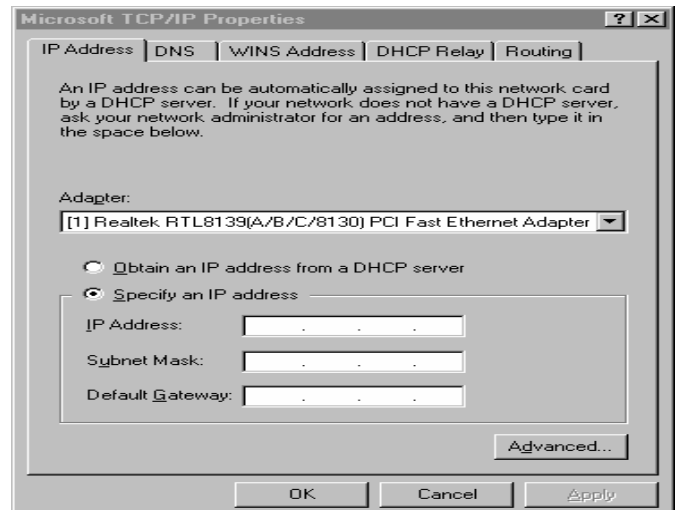 Microsoft TCP/IP Properties
IP Address DNS WINS Address DHCP Relay Routing
An IP address can be automatically assigned to this network card
by a DHCP server. If your network does not have a DHCP server,
ask your network administrator for an address, and then type it in
the space below.
Adapter:
[1] Realtek RTL8139(A/B/C/8130) PCI Fast Ethernet Adapter
Obtain an IP address from a DHCP server
Specify an IP address
IP Address: . . .
Subnet Mask: . . .
Default Gateway: . . .
Advanced...
OK Cancel Apply